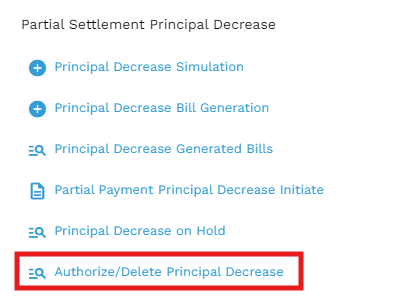 Partial Settlement Principal Decrease
Principal Decrease Simulation
Principal Decrease Bill Generation
Principal Decrease Generated Bills
Partial Payment Principal Decrease Initiate
Principal Decrease on Hold
Authorize/Delete Principal Decrease